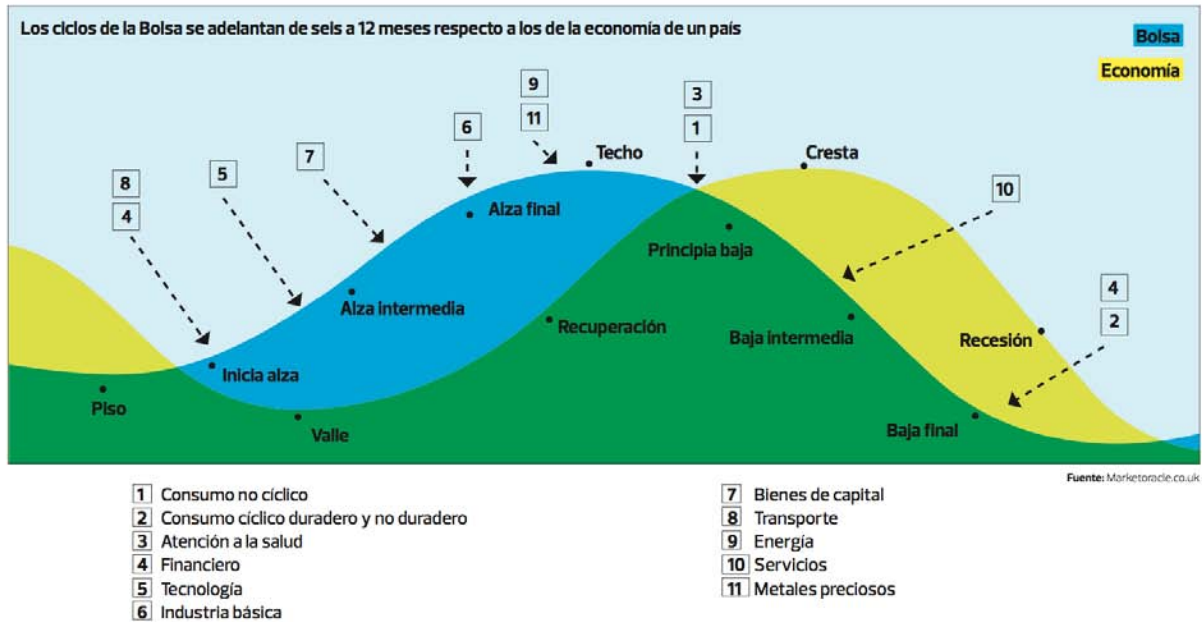 Los ciclos de la Bolsa se adelantan de seis a 12 meses respecto a los de la economía de un país
Bolsa
Economía
9
11
3
1
6
7
5
8
4
Techo
Cresta
10
Alza final
Principia baja
4
2
Alza intermedia
Recuperación
Baja intermedia
Recesión
Inicia alza
Piso
Valle
Baja final
Fuente: Marketoracle.co.uk
1 Consumo no cíclico
2 Consumo cíclico duradero y no duradero
3 Atención a la salud
4 Financiero
5 Tecnología
6 Industria básica
7 Bienes de capital
8 Transporte
9 Energía
10 Servicios
11 Metales preciosos